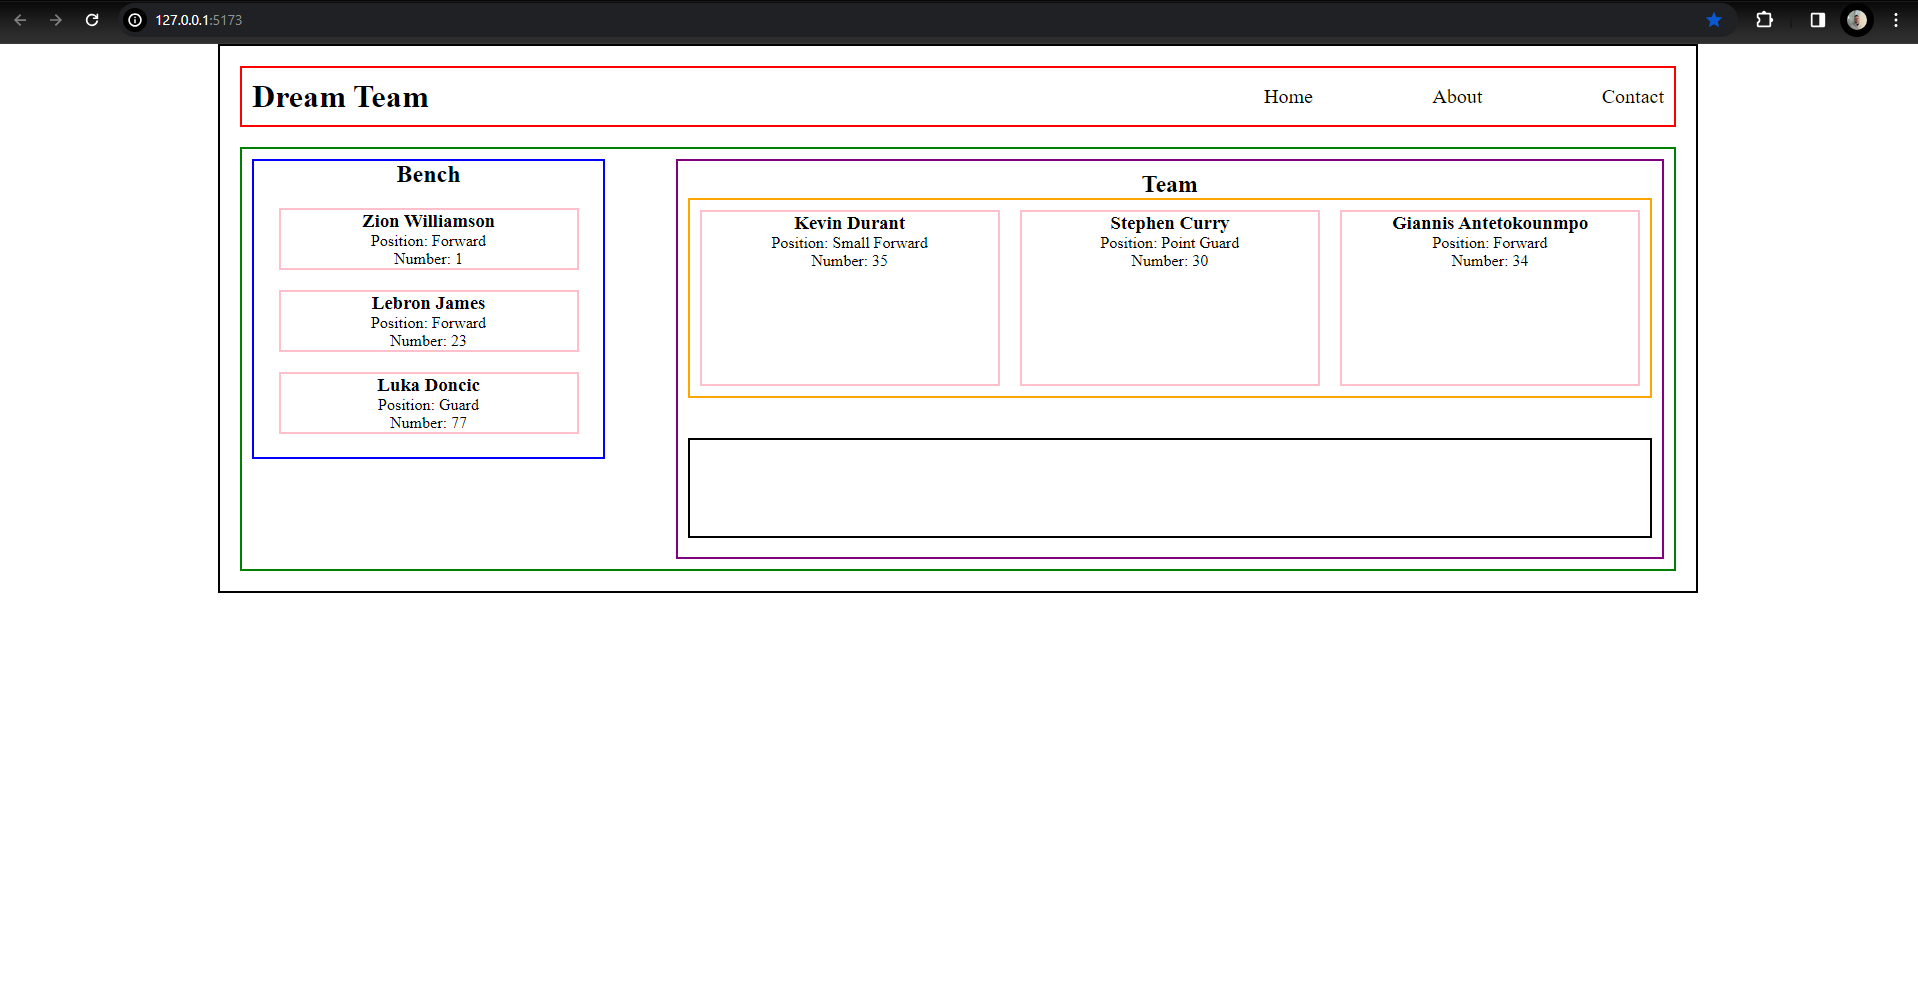 127.0.0.1:5173
Dream Team
Home
About
Contact
Bench
Zion Williamson
Position: Forward
Number: 1
Lebron James
Position: Forward
Number: 23
Luka Doncic
Position: Guard
Number: 77
Team
Kevin Durant
Position: Small Forward
Number: 35
Stephen Curry
Position: Point Guard
Number: 30
Giannis Antetokounmpo
Position: Forward
Number: 34